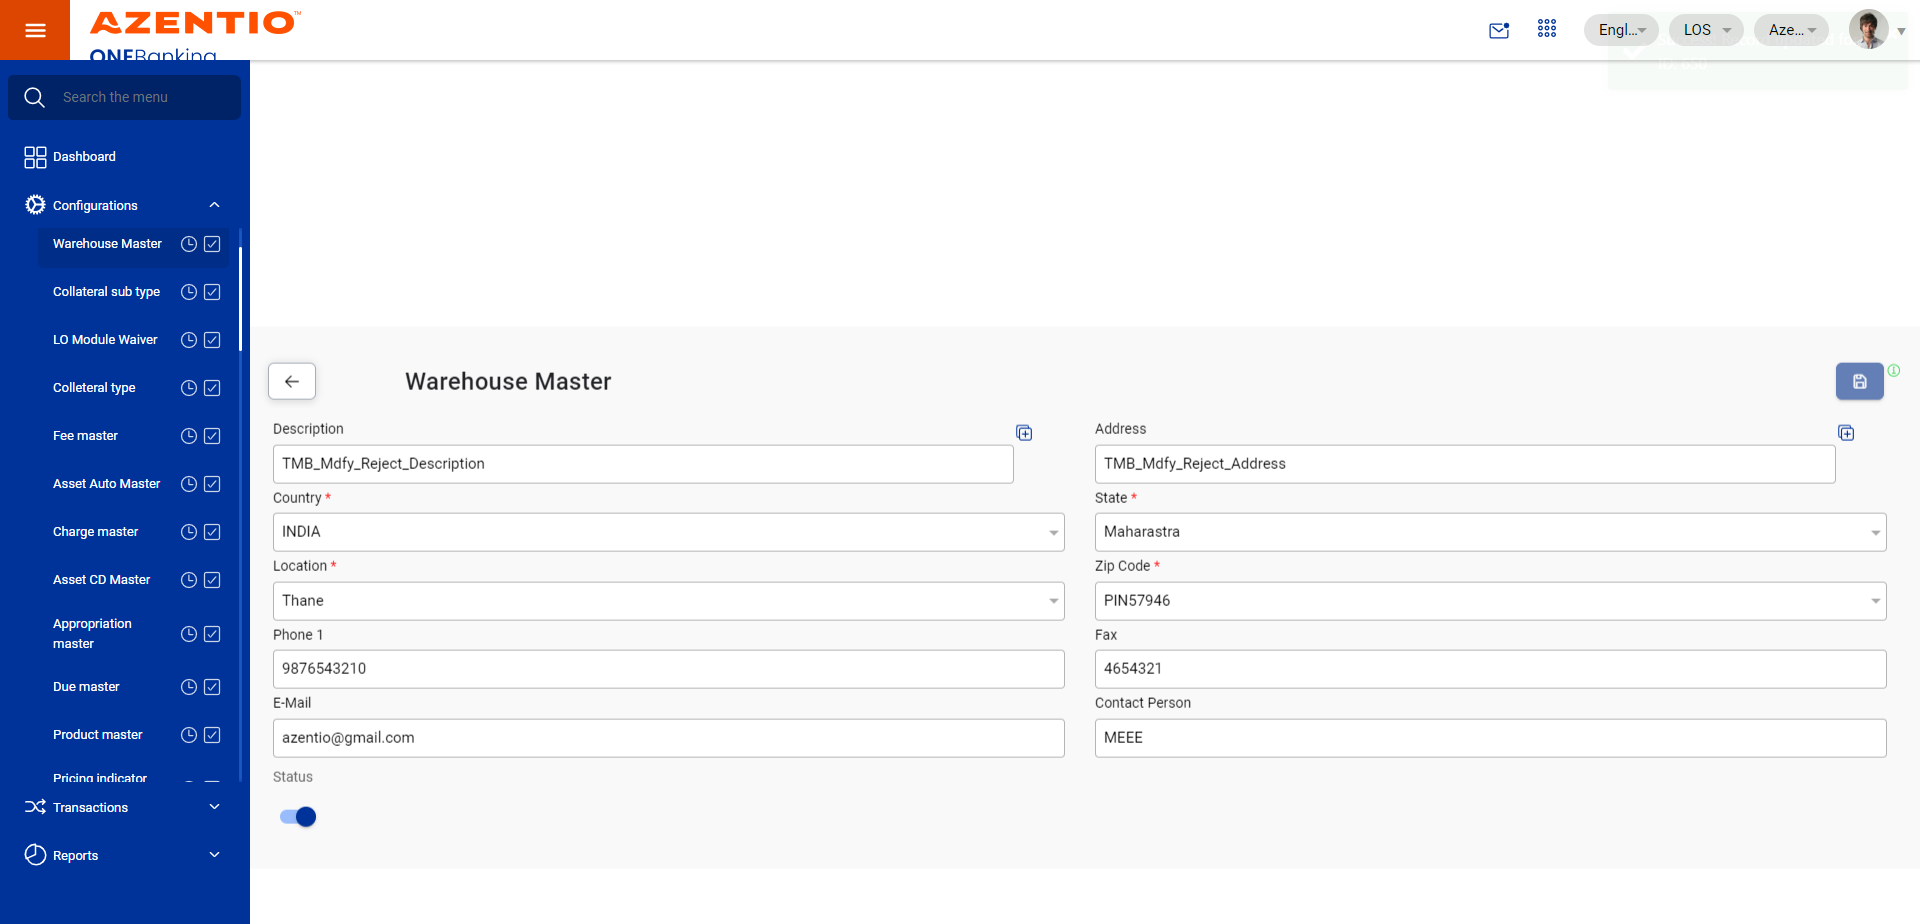 AZENTIO™
ONEBanking
Engl...
LOS
Aze...
Search the menu
Dashboard
Configurations
Warehouse Master
Collateral sub type
LO Module Waiver
Colleteral type
Fee master
Asset Auto Master
Charge master
Asset CD Master
Appropriation
master
Due master
Product master
Pricing indicator
Transactions
Reports
Warehouse Master
Description
TMB_Mdfy_Reject_Description
Address
TMB_Mdfy_Reject_Address
Country *
INDIA
State *
Maharastra
Location *
Thane
Zip Code *
PIN57946
Phone 1
9876543210
Fax
4654321
E-Mail
azentio@gmail.com
Contact Person
MEEE
Status